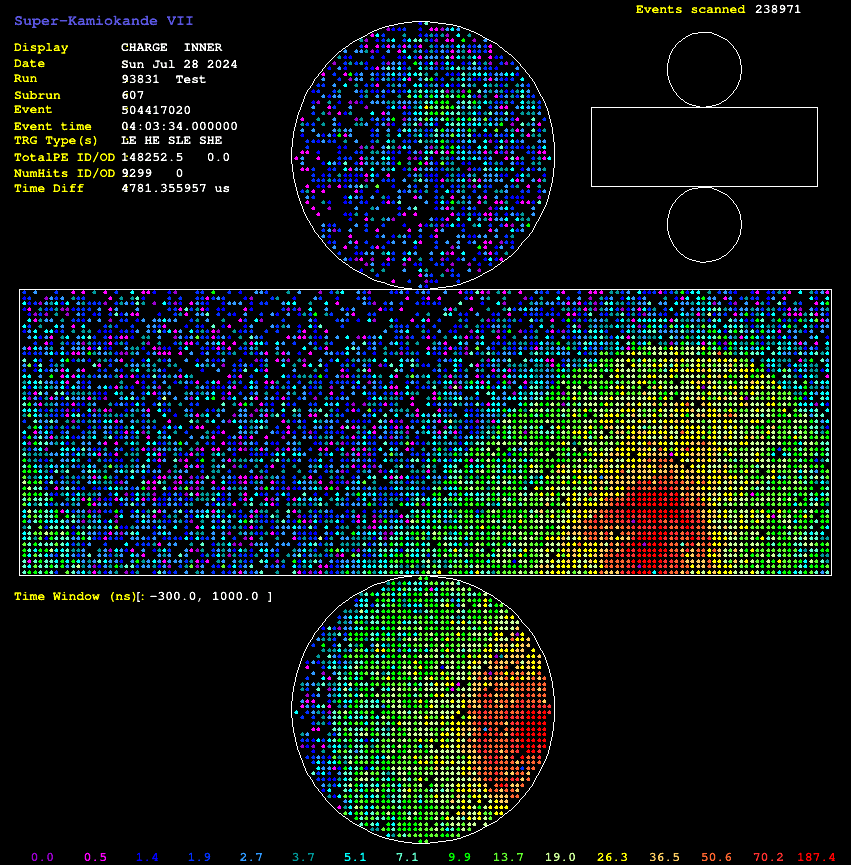 Super-Kamiokande VII
Display CHARGE INNER
Date Sun Jul 28 2024
Run 93831 Test
Subrun 607
Event 504417020
Event time 04:03:34.000000
TRG Type(s) LE HE SLE SHE
TotalPE ID/OD 148252.5 0.0
NumHits ID/OD 9299 0
Time Diff 4781.355957 us
Events scanned 238971
Time Window (ns)[: −300.0, 1000.0 ]
0.0 0.5 1.4 1.9 2.7 3.7 5.1 7.1 9.9 13.7 19.0 26.3 36.5 50.6 70.2 187.4